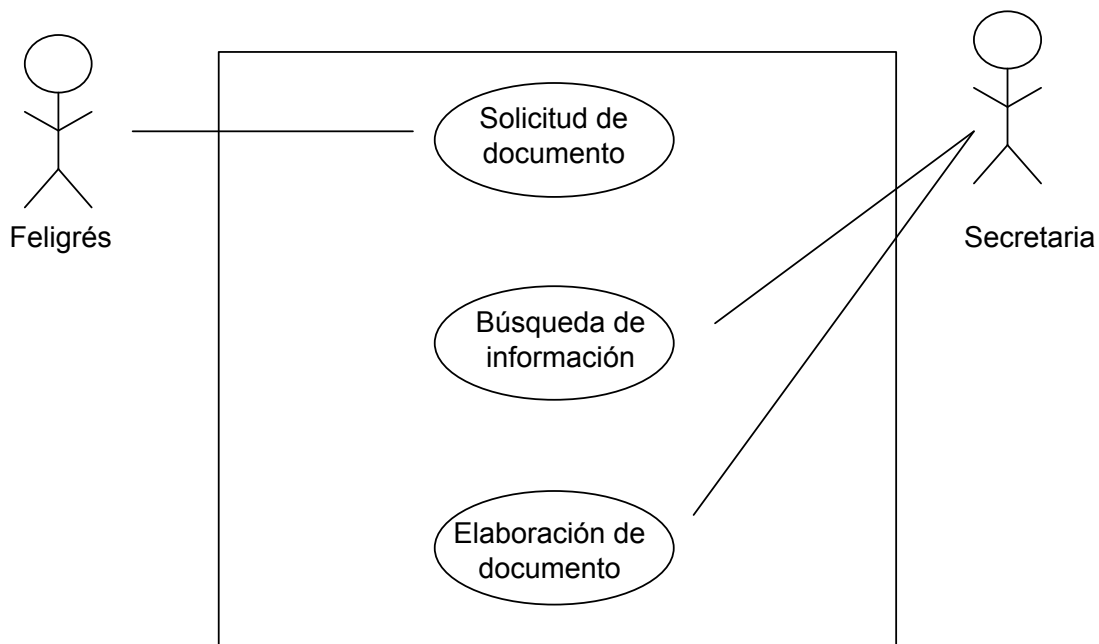 Solicitud de
documento
Feligrés
Secretaria
Búsqueda de
información
Elaboración de
documento